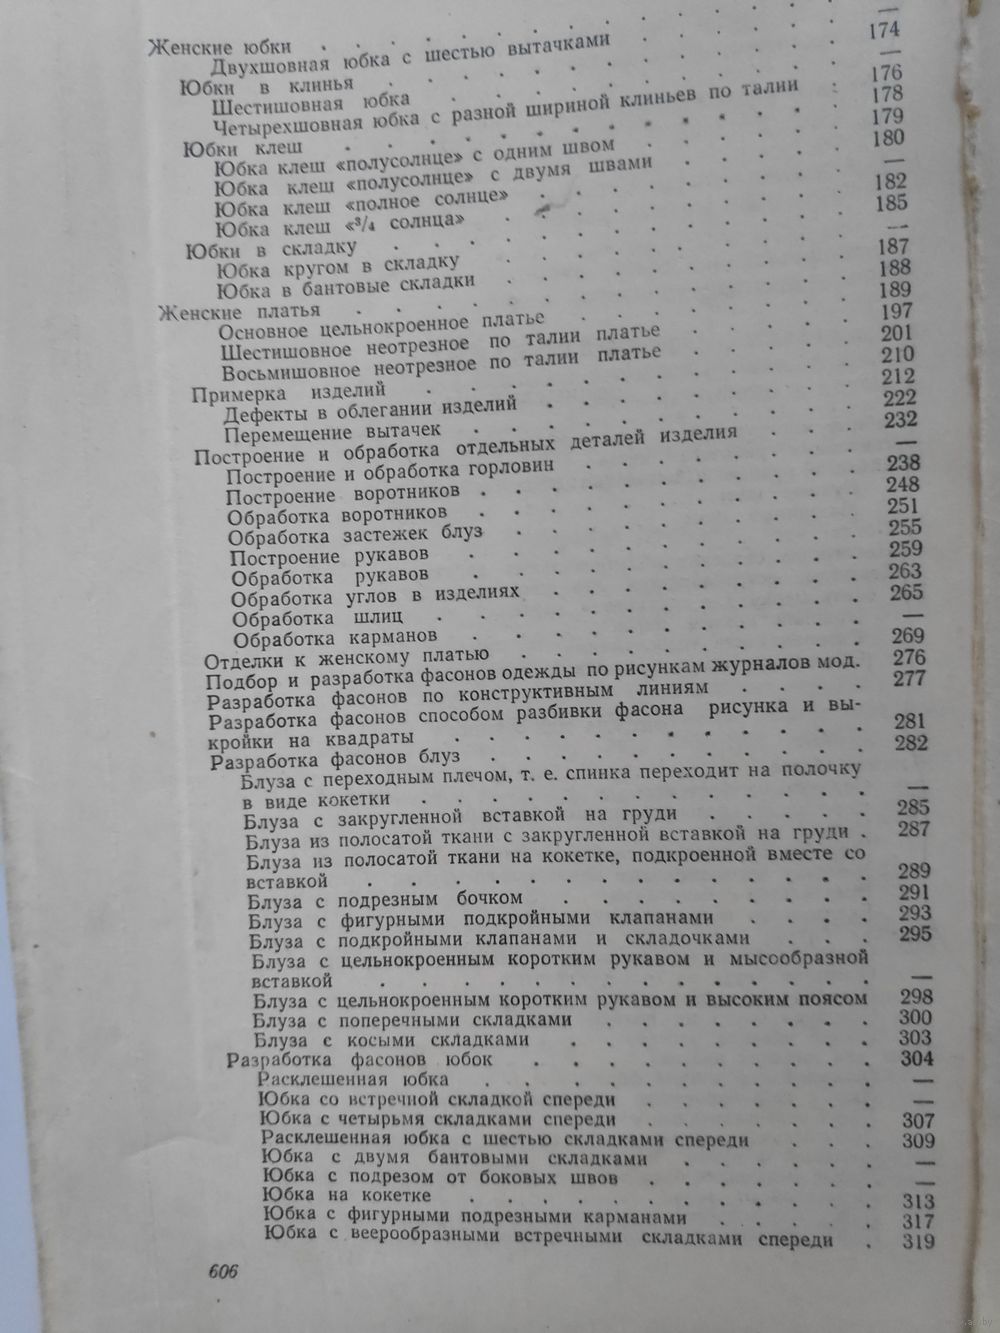 Женские юбки . . . . . . . .
Двухшовная юбка с шестью вытачками . . . . —
Юбки в клинья . . . . . . . . 174
Шестишовная юбка . . . . . . . —
Четырехшовная юбка с разной шириной клиньев по талии . 176
Юбки клеш . . . . . . . . . 178
Юбка клеш «полусолнце» с одним швом . . . . 179
Юбка клеш «полусолнце» с двумя швами . . . . 180
Юбка клеш «полное солнце» . . . . . . —
Юбка клеш «³/₄ солнца» . . . . . . . 182
Юбки в складку . . . . . . . . . 185
Юбка кругом в складку . . . . . . . —
Юбка в бантовые складки . . . . . . . 187
Женские платья . . . . . . . . . 188
Основное цельнокроенное платье . . . . . . 189
Шестишовное неотрезное по талии платье . . . . 197
Восьмишовное неотрезное по талии платье . . . . 201
Примерка изделий . . . . . . . . 210
Дефекты в облегании изделий . . . . . . 212
Перемещение вытачек . . . . . . . . 222
Построение и обработка отдельных деталей изделия . . . 232
Построение и обработка горловин . . . . . —
Построение воротников . . . . . . . . 238
Обработка воротников . . . . . . . . 248
Обработка застежек блуз . . . . . . . 251
Построение рукавов . . . . . . . . 255
Обработка рукавов . . . . . . . . 259
Обработка углов в изделиях . . . . . . 263
Обработка шлиц . . . . . . . . . 265
Обработка карманов . . . . . . . . —
Отделки к женскому платью . . . . . . . 269
Подбор и разработка фасонов одежды по рисункам журналов мод. 276
Разработка фасонов по конструктивным линиям . . . . 277
Разработка фасонов способом разбивки фасона рисунка и вы-
кройки на квадраты . . . . . . . . . 281
Разработка фасонов блуз . . . . . . . . 282
Блуза с переходным плечом, т. е. спинка переходит на полочку
в виде кокетки . . . . . . . . . . —
Блуза с закругленной вставкой на груди . . . . . 285
Блуза из полосатой ткани с закругленной вставкой на груди . 287
Блуза из полосатой ткани на кокетке, подкроенной вместе со
вставкой . . . . . . . . . . . . 289
Блуза с подрезным бочком . . . . . . . 291
Блуза с фигурными подкройными клапанами . . . . 293
Блуза с подкройными клапанами и складочками . . . 295
Блуза с цельнокроенным коротким рукавом и мысообразной
вставкой . . . . . . . . . . . . —
Блуза с цельнокроенным коротким рукавом и высоким поясом 298
Блуза с поперечными складками . . . . . . 300
Блуза с косыми складками . . . . . . . 303
Разработка фасонов юбок . . . . . . . . 304
Расклешенная юбка . . . . . . . . . —
Юбка со встречной складкой спереди . . . . . . —
Юбка с четырьмя складками спереди . . . . . . 307
Расклешенная юбка с шестью складками спереди . . . 309
Юбка с двумя бантовыми складками . . . . . —
Юбка с подрезом от боковых швов . . . . . . —
Юбка на кокетке . . . . . . . . . . 313
Юбка с фигурными подрезными карманами . . . . . 317
Юбка с веерообразными встречными складками спереди . 319
606